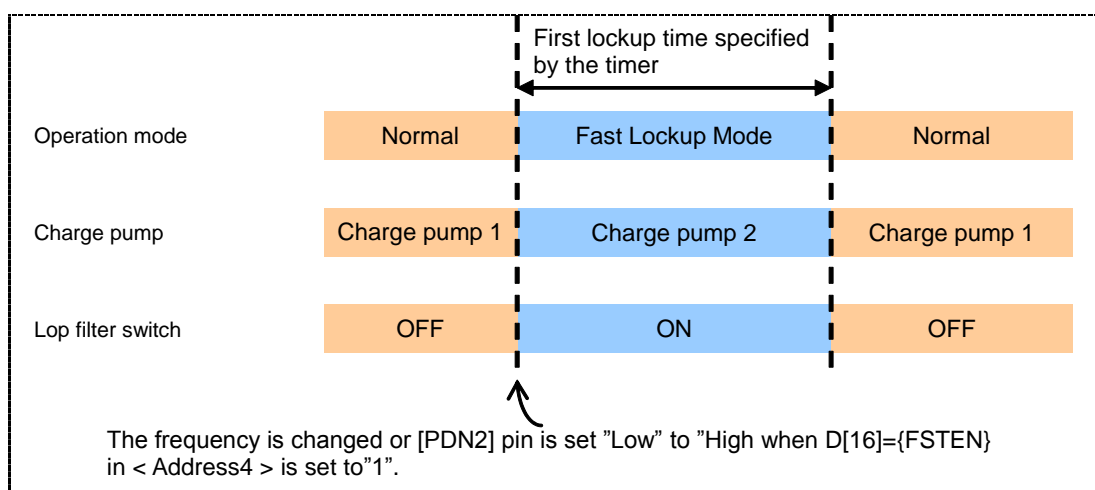 First lockup time specified
by the timer
Operation mode
Normal
Fast Lockup Mode
Normal
Charge pump
Charge pump 1
Charge pump 2
Charge pump 1
Lop filter switch
OFF
ON
OFF
The frequency is changed or [PDN2] pin is set ”Low” to ”High when D[16]={FSTEN}
in < Address4 > is set to”1”.